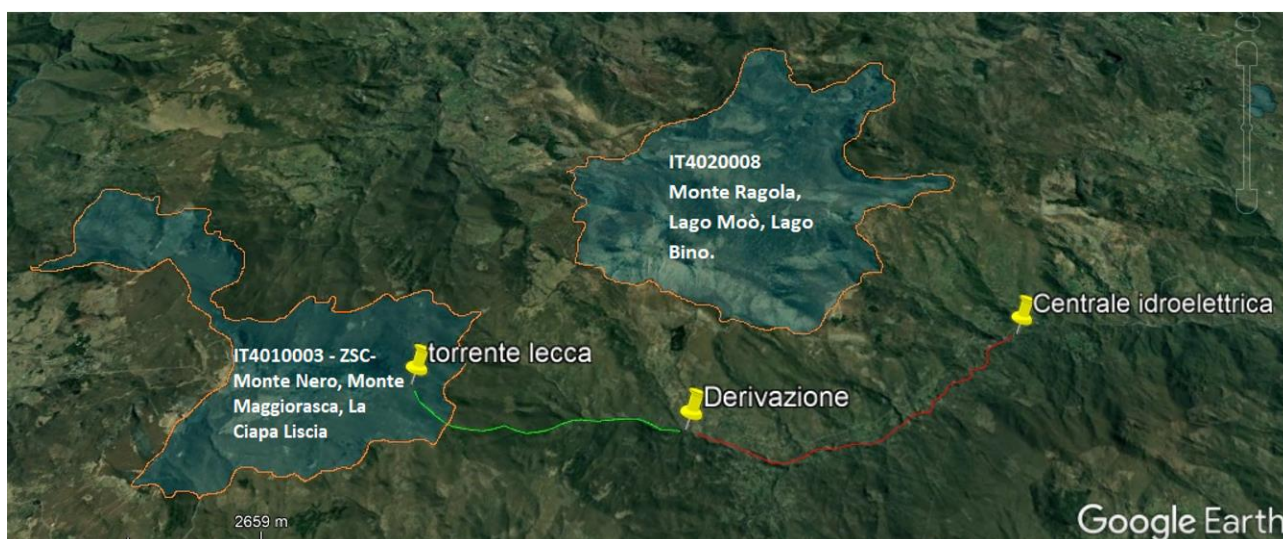 IT4020008
Monte Ragola,
Lago Moò, Lago
Bino.
Centrale idroelettrica
torrente lecca
IT4010003 - ZSC-
Monte Nero, Monte
Maggiorasca, La
Ciapa Liscia
Derivazione
2659 m
Google Earth